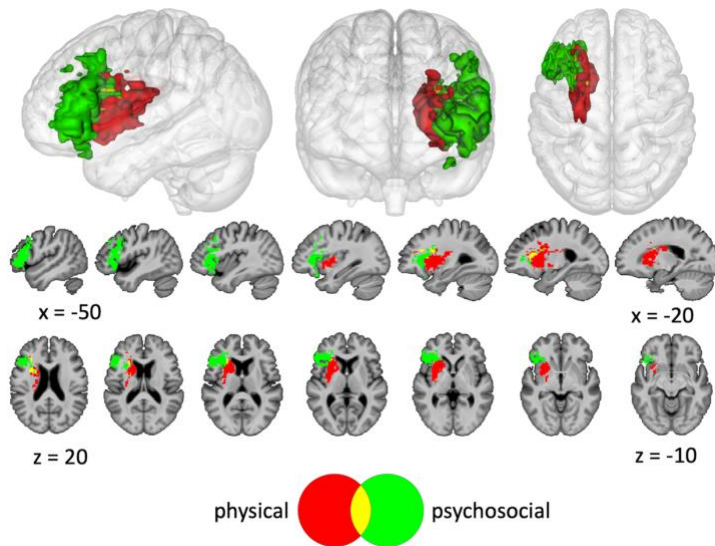 x = -50
x = -20
z = 20
z = -10
physical
psychosocial